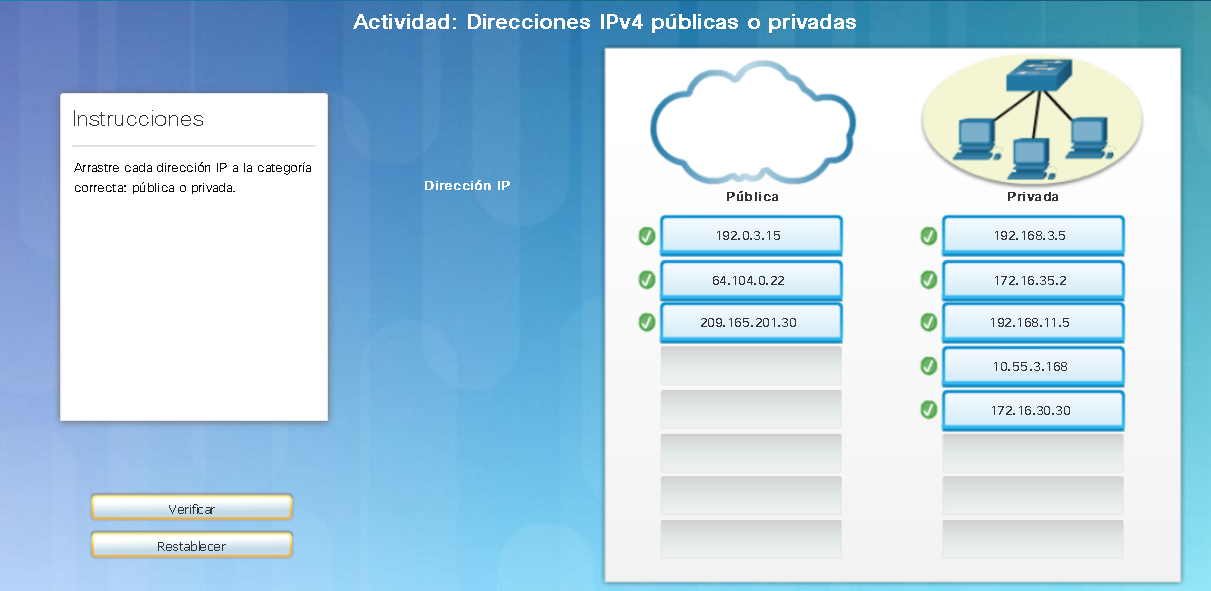 Actividad: Direcciones IPv4 públicas o privadas
Instrucciones
Arrastre cada dirección IP a la categoría
correcta: pública o privada.
Verificar
Restablecer
Dirección IP
Pública
192.0.3.15
64.104.0.22
209.165.201.30
Privada
192.168.3.5
172.16.35.2
192.168.11.5
10.55.3.168
172.16.30.30